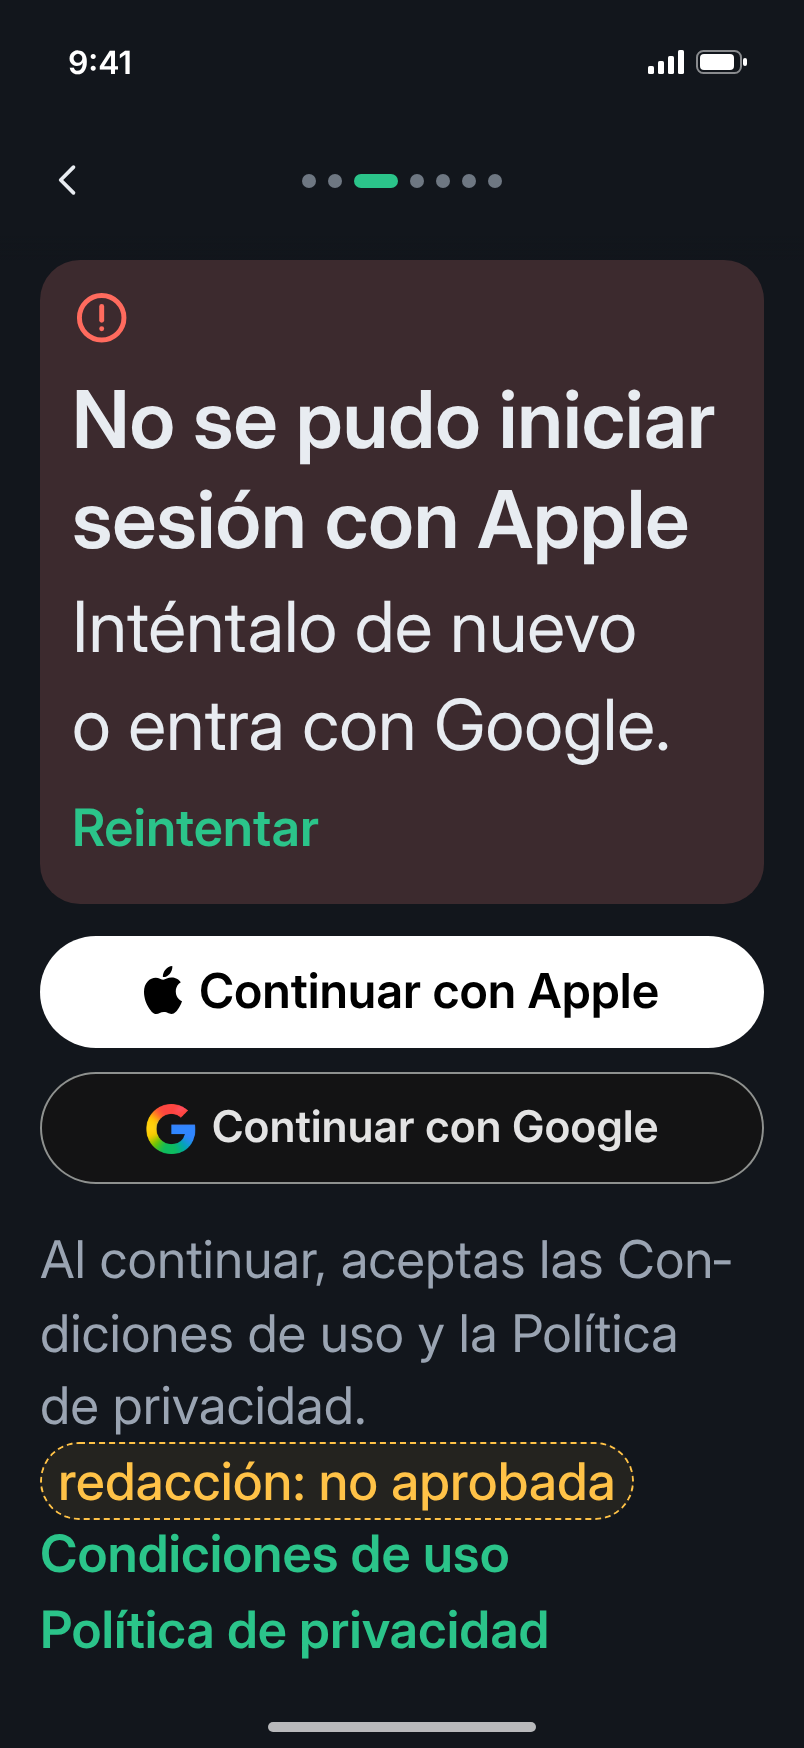 9:41
No se pudo iniciar
sesión con Apple
Inténtalo de nuevo
o entra con Google.
Reintentar
Continuar con Apple
Continuar con Google
Al continuar, aceptas las Con-
diciones de uso y la Política
de privacidad.
redacción: no aprobada
Condiciones de uso
Política de privacidad